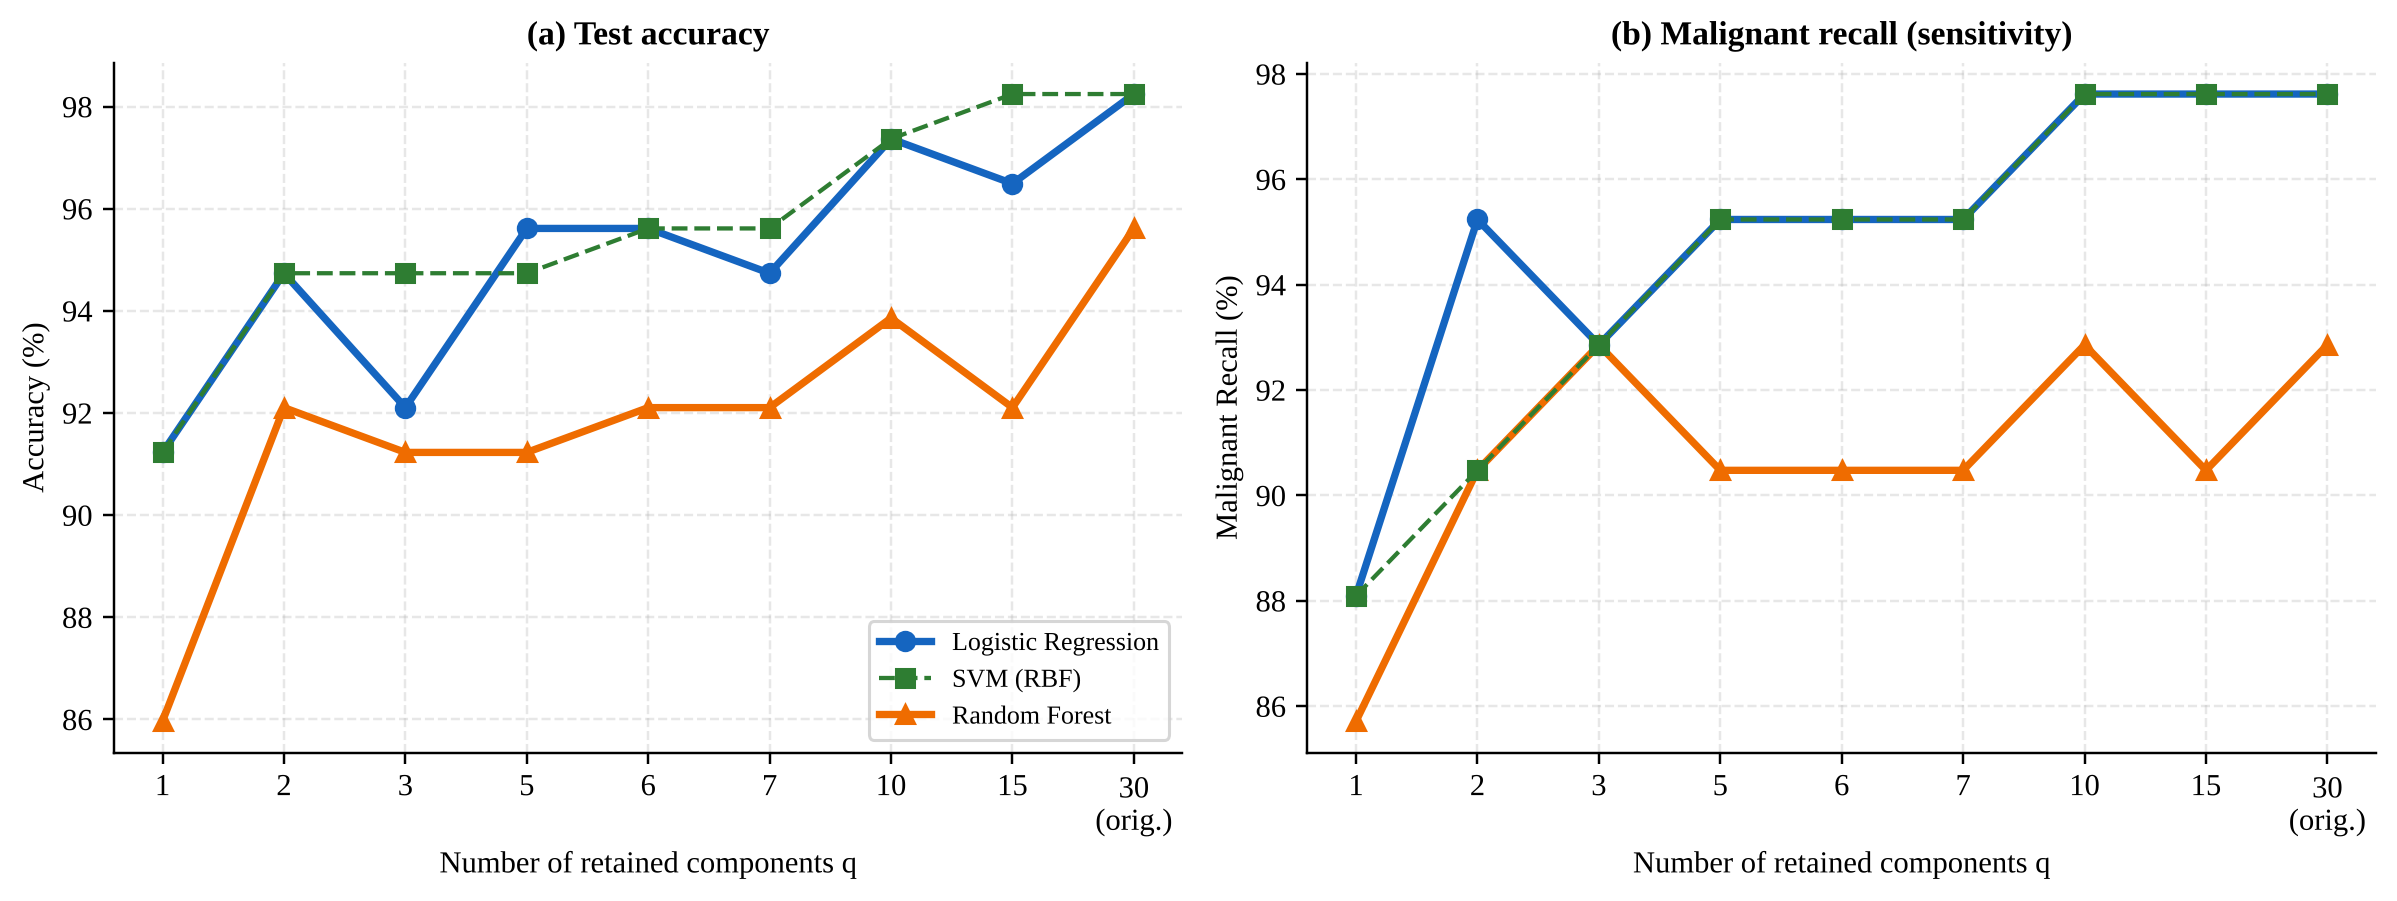 (a) Test accuracy
Accuracy (%)
98
96
94
92
90
88
86
Logistic Regression
SVM (RBF)
Random Forest
1 2 3 5 6 7 10 15 30
(orig.)
Number of retained components q
(b) Malignant recall (sensitivity)
Malignant Recall (%)
98
96
94
92
90
88
86
1 2 3 5 6 7 10 15 30
(orig.)
Number of retained components q